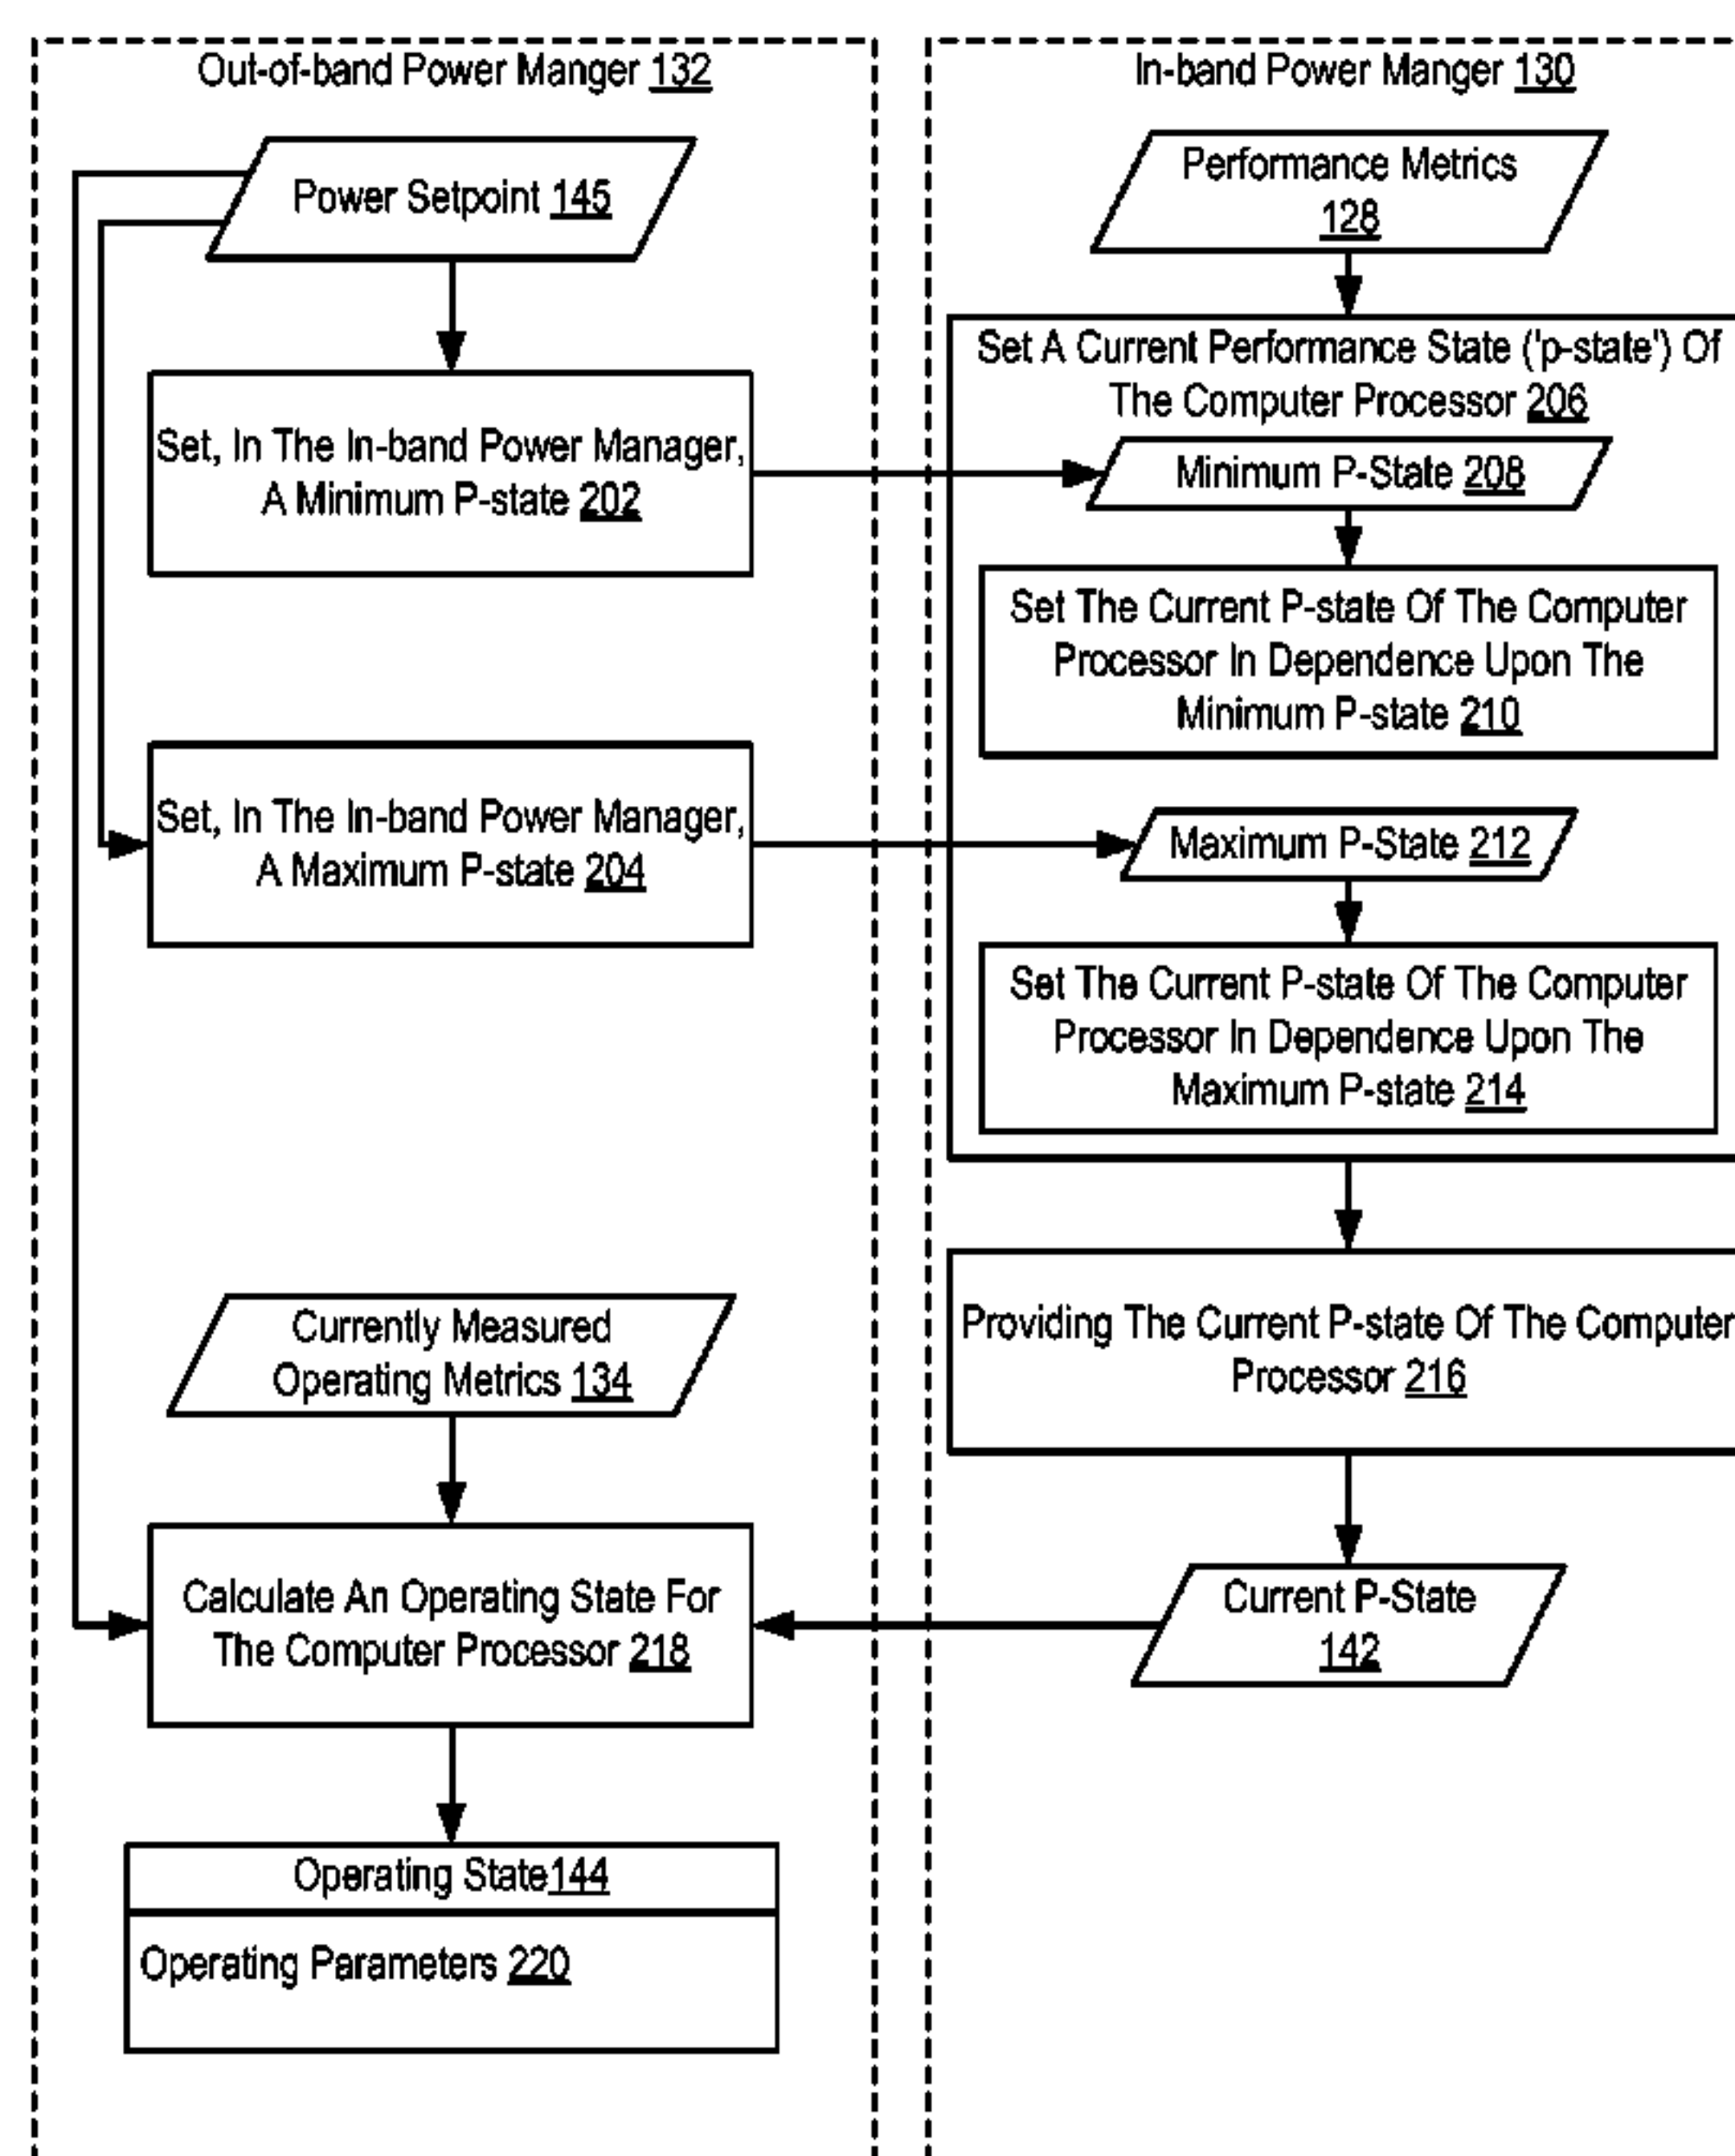 Out-of-band Power Manger 132
Power Setpoint 145
Set, In The In-band Power Manager,
A Minimum P-state 202
Set, In The In-band Power Manager,
A Maximum P-state 204
Currently Measured
Operating Metrics 134
Calculate An Operating State For
The Computer Processor 218
Operating State144
Operating Parameters 220
In-band Power Manger 130
Performance Metrics
128
Set A Current Performance State ('p-state') Of
The Computer Processor 206
Minimum P-State 208
Set The Current P-state Of The Computer
Processor In Dependence Upon The
Minimum P-state 210
Maximum P-State 212
Set The Current P-state Of The Computer
Processor In Dependence Upon The
Maximum P-state 214
Providing The Current P-state Of The Computer
Processor 216
Current P-State
142